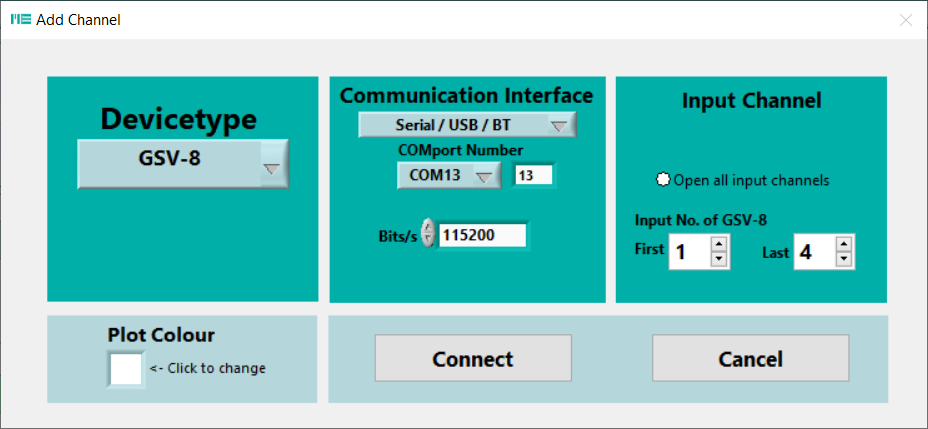 ME Add Channel
Devicetype
GSV-8
Communication Interface
Serial / USB / BT
COMport Number
COM13 13
Bits/s 115200
Input Channel
Open all input channels
Input No. of GSV-8
First 1 Last 4
Plot Colour
<- Click to change
Connect
Cancel